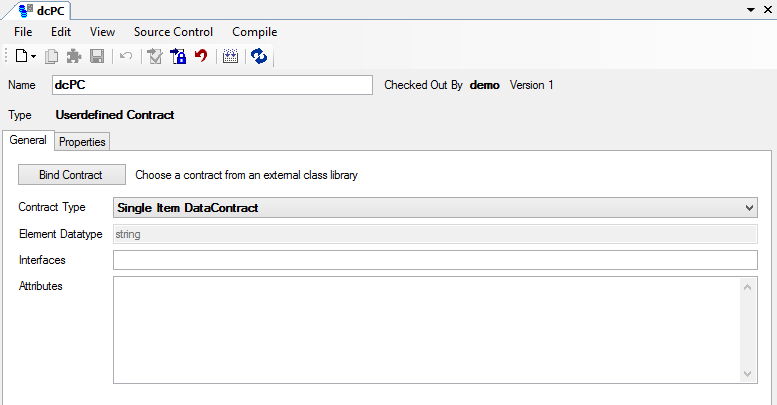 dcPC
File Edit View Source Control Compile
Name dcPC Checked Out By demo Version 1
Type Userdefined Contract
General Properties
Bind Contract Choose a contract from an external class library
Contract Type Single Item DataContract
Element Datatype string
Interfaces
Attributes